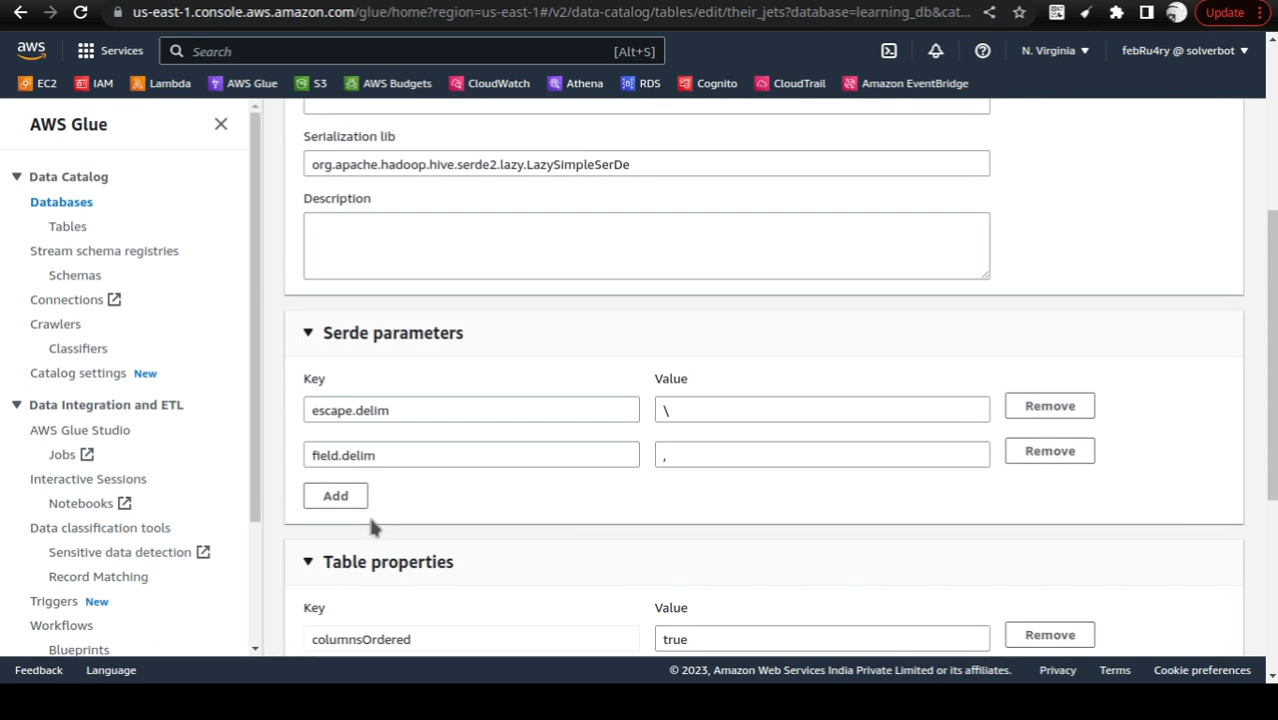 us-east-1.console.aws.amazon.com/glue/home?region=us-east-1#/v2/data-catalog/tables/edit/their_jets?database=learning_db&cat...
Update
aws
Services
Search
[Alt+S]
N. Virginia
febRu4ry @ solverbot
EC2
IAM
Lambda
AWS Glue
S3
AWS Budgets
CloudWatch
Athena
RDS
Cognito
CloudTrail
Amazon EventBridge
AWS Glue
Data Catalog
Databases
Tables
Stream schema registries
Schemas
Connections
Crawlers
Classifiers
Catalog settings New
Data Integration and ETL
AWS Glue Studio
Jobs
Interactive Sessions
Notebooks
Data classification tools
Sensitive data detection
Record Matching
Triggers New
Workflows
Blueprints
Serialization lib
org.apache.hadoop.hive.serde2.lazy.LazySimpleSerDe
Description
Serde parameters
Key Value
escape.delim \ Remove
field.delim , Remove
Add
Table properties
Key Value
columnsOrdered true Remove
Feedback
Language
© 2023, Amazon Web Services India Private Limited or its affiliates.
Privacy
Terms
Cookie preferences